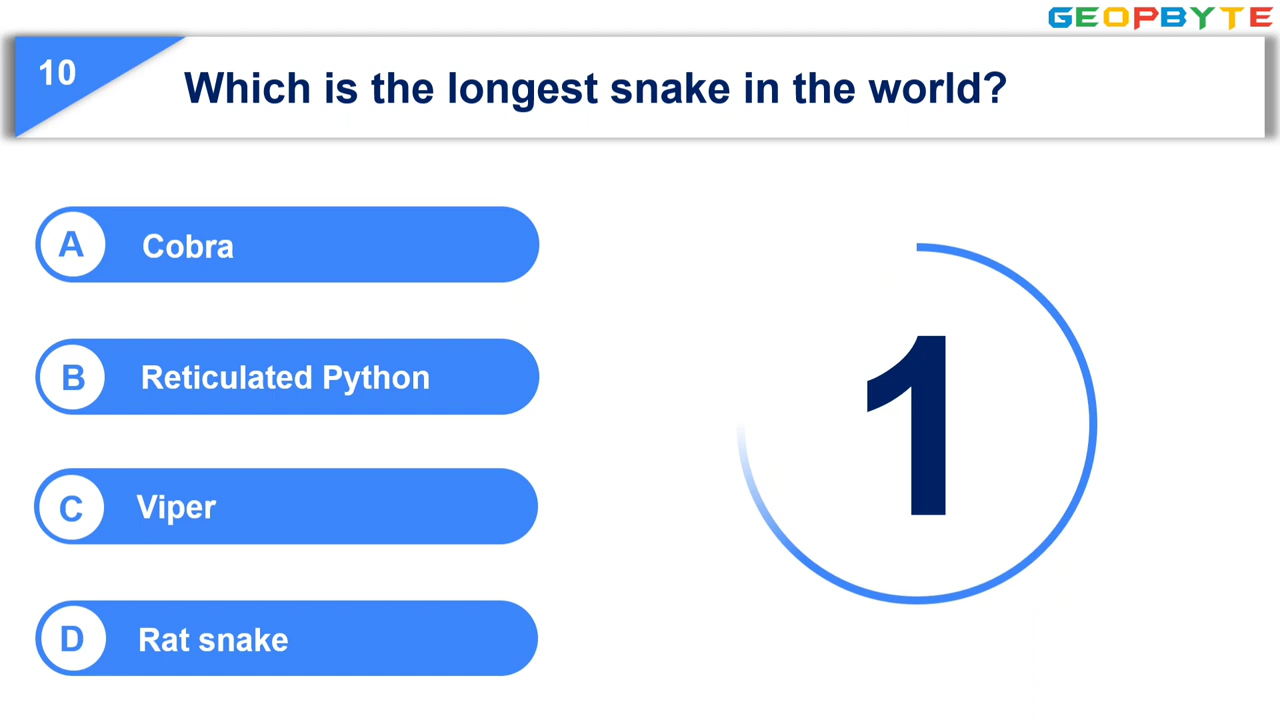 GEOPBYTE
10
Which is the longest snake in the world?
A Cobra
B Reticulated Python
C Viper
D Rat snake
1